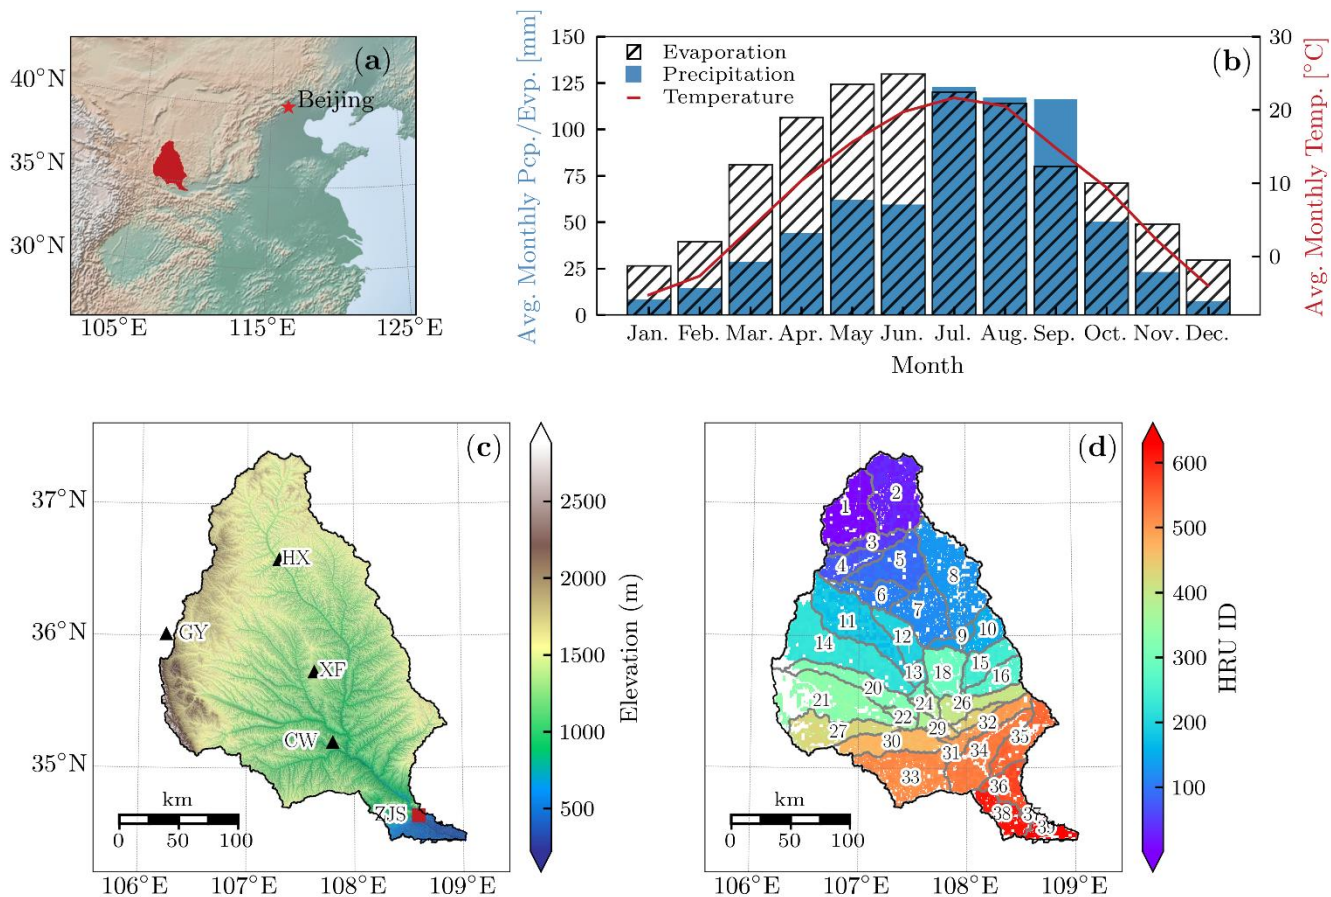 (a)
40°N
35°N
30°N
105°E
115°E
125°E
Beijing
(b)
Avg. Monthly Pcp./Evp. [mm]
150
125
100
75
50
25
0
Evaporation
Precipitation
Temperature
30
20
10
0
Avg. Monthly Temp. [°C]
Jan. Feb. Mar. Apr. May Jun. Jul. Aug. Sep. Oct. Nov. Dec.
Month
(c)
37°N
36°N
35°N
HX
GY
XF
CW
ZJS
km
0 50 100
106°E 107°E 108°E 109°E
2500
2000
1500
1000
500
Elevation (m)
(d)
1
2
3
4
5
6
7
8
9
10
11
12
13
14
15
16
18
20
21
22
24
26
27
29
30
31
32
33
34
35
36
37
38
39
km
0 50 100
106°E 107°E 108°E 109°E
600
500
400
300
200
100
HRU ID